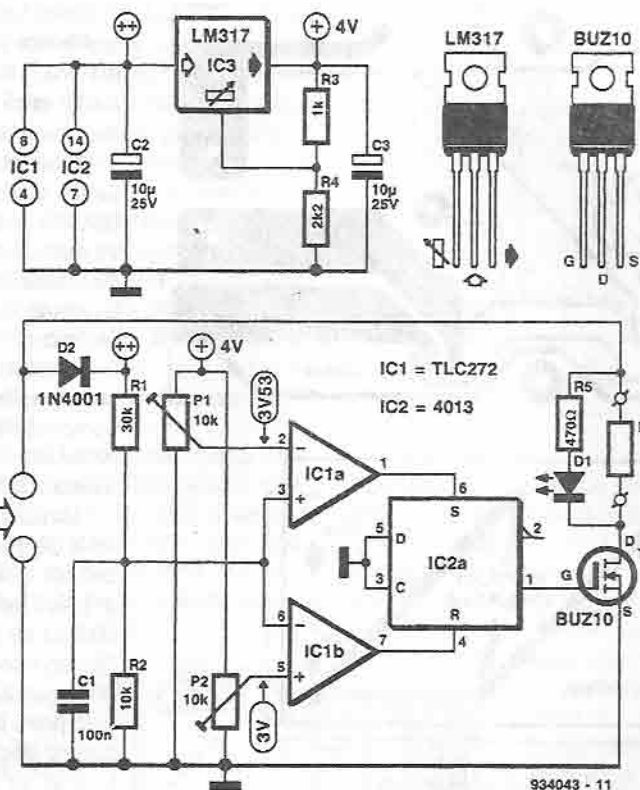 ++
LM317
IC3
+ 4V
LM317
BUZ10
R3
1k
8
14
IC1
IC2
4
7
C2
10µ
25V
R4
2k2
C3
10µ
25V
G
D
S
D2
1N4001
++
+ 4V
R1
30k
P1
10k
3V53
IC1 = TLC272
IC2 = 4013
R5
470Ω
D1
2
−
3
+
IC1a
1
6
S
5
D
3
C
IC2a
2
1
R
4
G
D
S
BUZ10
6
−
5
+
IC1b
7
C1
100n
R2
10k
P2
10k
3V
934043 - 11